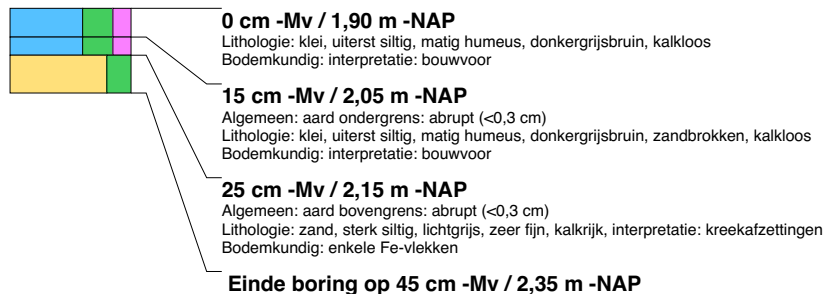 0 cm -Mv / 1,90 m -NAP
Lithologie: klei, uiterst siltig, matig humeus, donkergrijsbruin, kalkloos
Bodemkundig: interpretatie: bouwvoor
15 cm -Mv / 2,05 m -NAP
Algemeen: aard ondergrens: abrupt (<0,3 cm)
Lithologie: klei, uiterst siltig, matig humeus, donkergrijsbruin, zandbrokken, kalkloos
Bodemkundig: interpretatie: bouwvoor
25 cm -Mv / 2,15 m -NAP
Algemeen: aard bovengrens: abrupt (<0,3 cm)
Lithologie: zand, sterk siltig, lichtgrijs, zeer fijn, kalkrijk, interpretatie: kreekafzettingen
Bodemkundig: enkele Fe-vlekken
Einde boring op 45 cm -Mv / 2,35 m -NAP